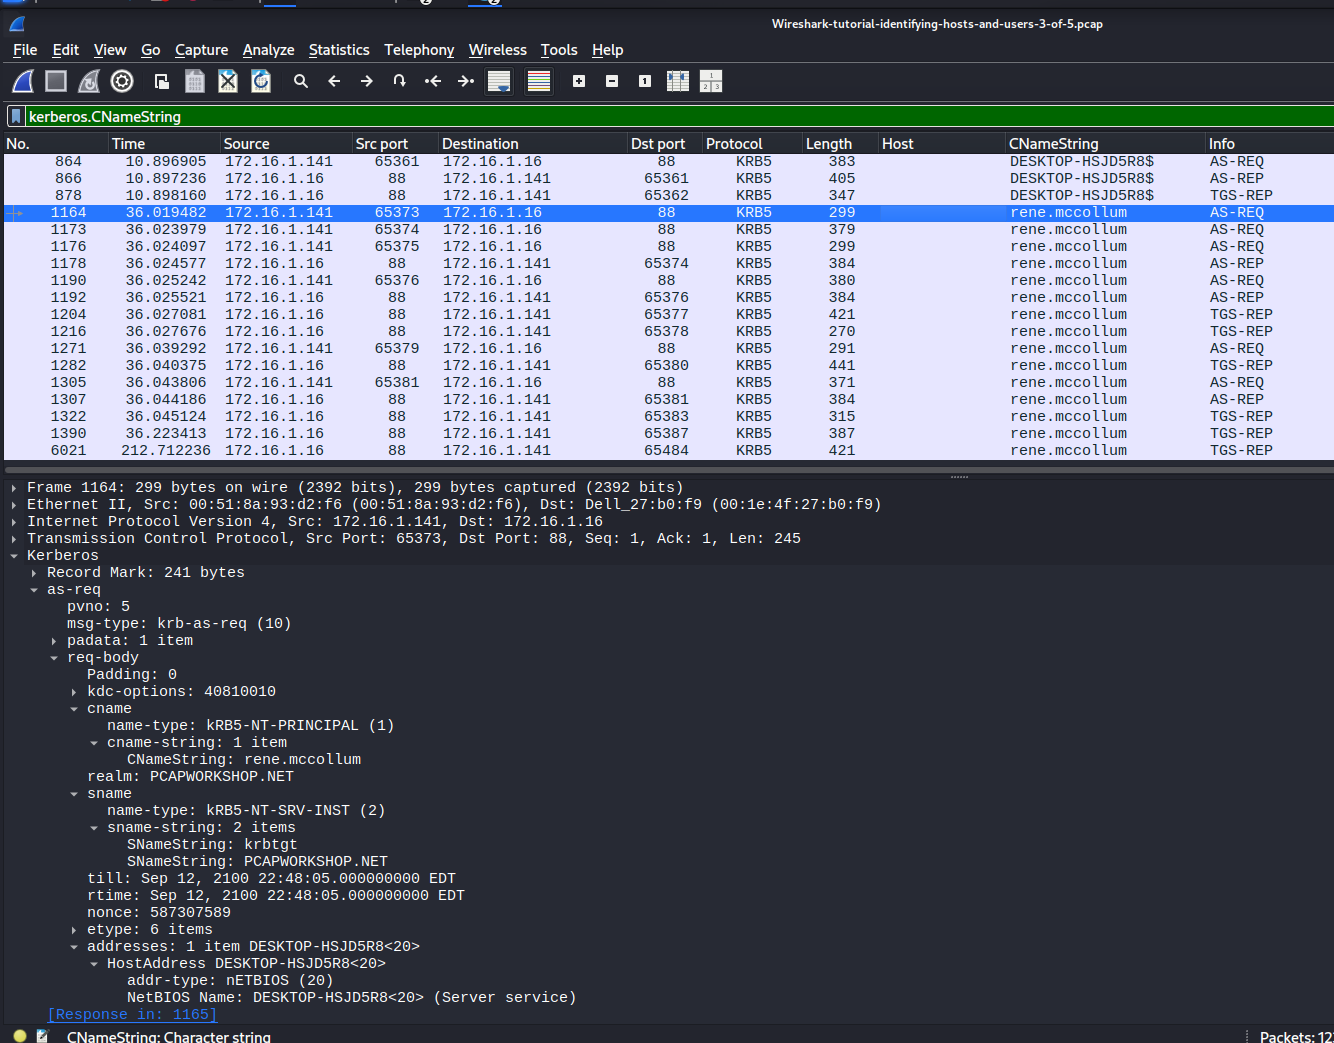 Wireshark-tutorial-identifying-hosts-and-users-3-of-5.pcap
File Edit View Go Capture Analyze Statistics Telephony Wireless Tools Help
kerberos.CNameString
No. Time Source Src port Destination Dst port Protocol Length Host CNameString Info
864 10.896905 172.16.1.141 65361 172.16.1.16 88 KRB5 383 DESKTOP-HSJD5R8$ AS-REQ
866 10.897236 172.16.1.16 88 172.16.1.141 65361 KRB5 405 DESKTOP-HSJD5R8$ AS-REP
878 10.898160 172.16.1.16 88 172.16.1.141 65362 KRB5 347 DESKTOP-HSJD5R8$ TGS-REP
1164 36.019482 172.16.1.141 65373 172.16.1.16 88 KRB5 299 rene.mccollum AS-REQ
1173 36.023979 172.16.1.141 65374 172.16.1.16 88 KRB5 379 rene.mccollum AS-REQ
1176 36.024097 172.16.1.141 65375 172.16.1.16 88 KRB5 299 rene.mccollum AS-REQ
1178 36.024577 172.16.1.16 88 172.16.1.141 65374 KRB5 384 rene.mccollum AS-REP
1190 36.025242 172.16.1.141 65376 172.16.1.16 88 KRB5 380 rene.mccollum AS-REQ
1192 36.025521 172.16.1.16 88 172.16.1.141 65376 KRB5 384 rene.mccollum AS-REP
1204 36.027081 172.16.1.16 88 172.16.1.141 65377 KRB5 421 rene.mccollum TGS-REP
1216 36.027676 172.16.1.16 88 172.16.1.141 65378 KRB5 270 rene.mccollum TGS-REP
1271 36.039292 172.16.1.141 65379 172.16.1.16 88 KRB5 291 rene.mccollum AS-REQ
1282 36.040375 172.16.1.16 88 172.16.1.141 65380 KRB5 441 rene.mccollum TGS-REP
1305 36.043806 172.16.1.141 65381 172.16.1.16 88 KRB5 371 rene.mccollum AS-REQ
1307 36.044186 172.16.1.16 88 172.16.1.141 65381 KRB5 384 rene.mccollum AS-REP
1322 36.045124 172.16.1.16 88 172.16.1.141 65383 KRB5 315 rene.mccollum TGS-REP
1390 36.223413 172.16.1.16 88 172.16.1.141 65387 KRB5 387 rene.mccollum TGS-REP
6021 212.712236 172.16.1.16 88 172.16.1.141 65484 KRB5 421 rene.mccollum TGS-REP
Frame 1164: 299 bytes on wire (2392 bits), 299 bytes captured (2392 bits)
Ethernet II, Src: 00:51:8a:93:d2:f6 (00:51:8a:93:d2:f6), Dst: Dell_27:b0:f9 (00:1e:4f:27:b0:f9)
Internet Protocol Version 4, Src: 172.16.1.141, Dst: 172.16.1.16
Transmission Control Protocol, Src Port: 65373, Dst Port: 88, Seq: 1, Ack: 1, Len: 245
Kerberos
Record Mark: 241 bytes
as-req
pvno: 5
msg-type: krb-as-req (10)
padata: 1 item
req-body
Padding: 0
kdc-options: 40810010
cname
name-type: kRB5-NT-PRINCIPAL (1)
cname-string: 1 item
CNameString: rene.mccollum
realm: PCAPWORKSHOP.NET
sname
name-type: kRB5-NT-SRV-INST (2)
sname-string: 2 items
SNameString: krbtgt
SNameString: PCAPWORKSHOP.NET
till: Sep 12, 2100 22:48:05.000000000 EDT
rtime: Sep 12, 2100 22:48:05.000000000 EDT
nonce: 587307589
etype: 6 items
addresses: 1 item DESKTOP-HSJD5R8<20>
HostAddress DESKTOP-HSJD5R8<20>
addr-type: nETBIOS (20)
NetBIOS Name: DESKTOP-HSJD5R8<20> (Server service)
[Response in: 1165]
CNameString: Character string Packets: